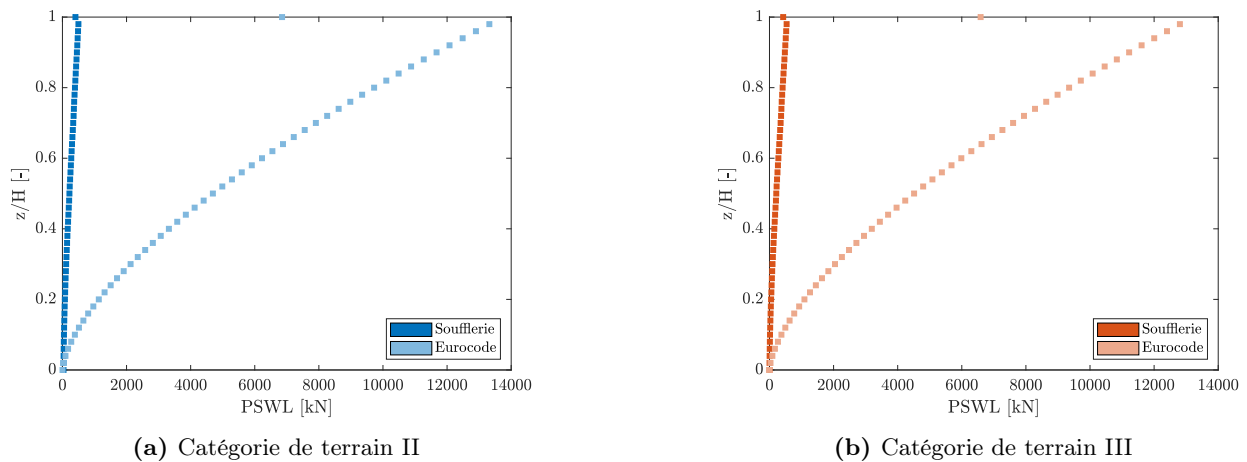 1
0.8
0.6
0.4
0.2
0
z/H [-]
0
2000
4000
6000
8000
10000
12000
14000
PSWL [kN]
Soufflerie
Eurocode
(a) Catégorie de terrain II
1
0.8
0.6
0.4
0.2
0
z/H [-]
0
2000
4000
6000
8000
10000
12000
14000
PSWL [kN]
Soufflerie
Eurocode
(b) Catégorie de terrain III